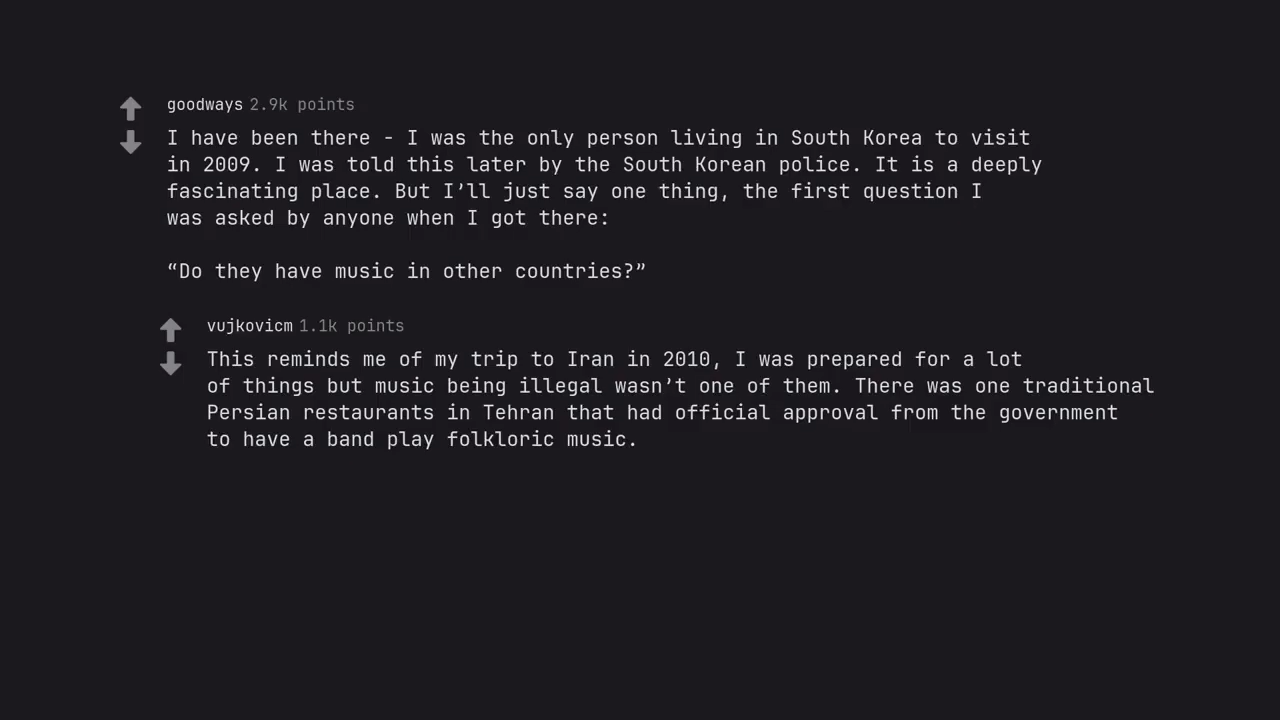 goodways 2.9k points
I have been there - I was the only person living in South Korea to visit
in 2009. I was told this later by the South Korean police. It is a deeply
fascinating place. But I’ll just say one thing, the first question I
was asked by anyone when I got there:
“Do they have music in other countries?”
vujkovicm 1.1k points
This reminds me of my trip to Iran in 2010, I was prepared for a lot
of things but music being illegal wasn’t one of them. There was one traditional
Persian restaurants in Tehran that had official approval from the government
to have a band play folkloric music.